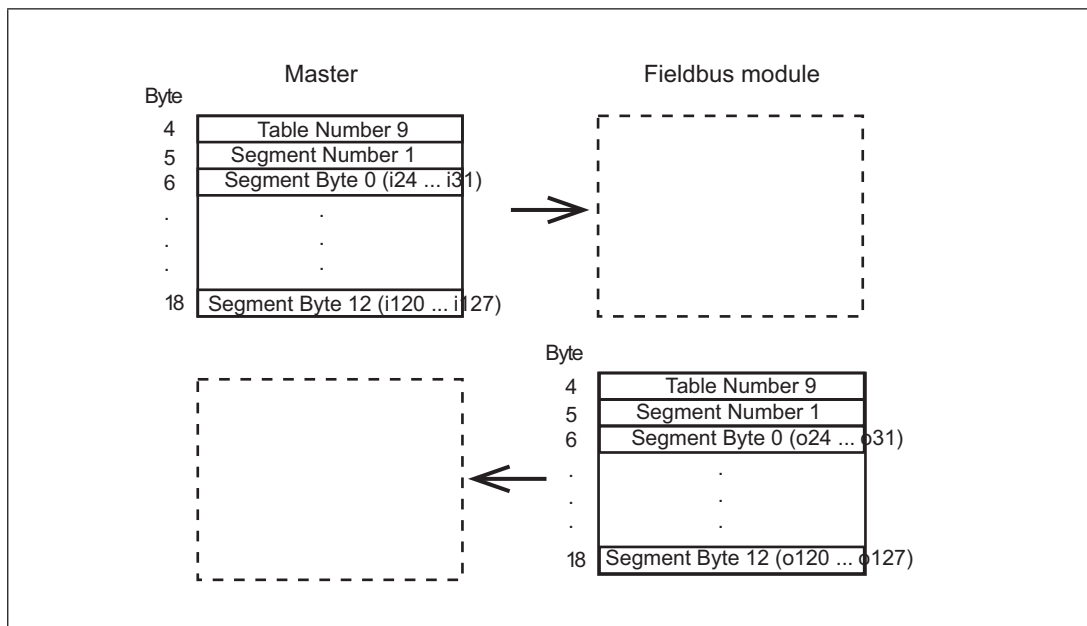 Master
Fieldbus module
Byte
4 Table Number 9
5 Segment Number 1
6 Segment Byte 0 (i24 ... i31)
. .
. .
. .
18 Segment Byte 12 (i120 ... i127)
Byte
4 Table Number 9
5 Segment Number 1
6 Segment Byte 0 (o24 ... o31)
. .
. .
. .
18 Segment Byte 12 (o120 ... o127)